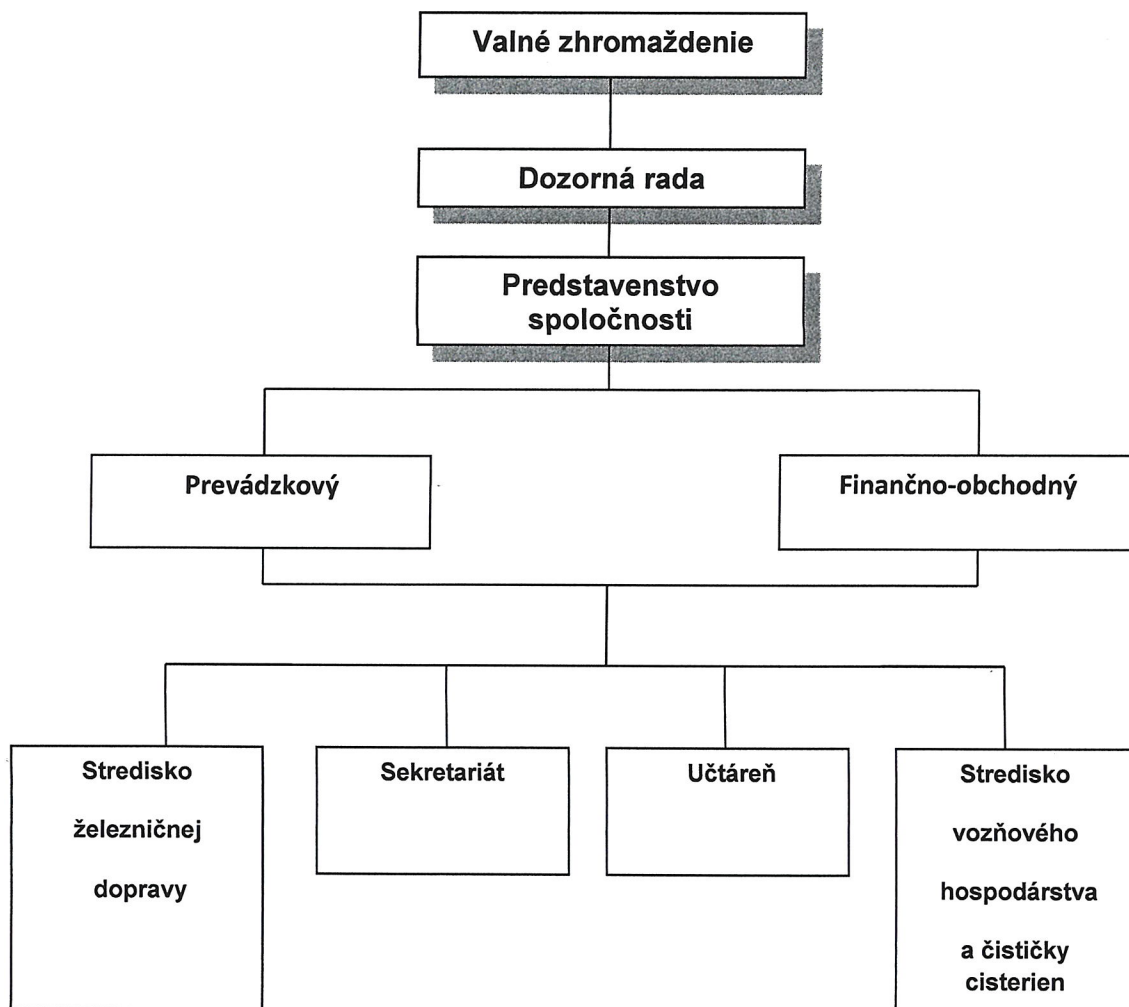 Valné zhromaždenie
Dozorná rada
Predstavenstvo
spoločnosti
Prevádzkový
Finančno-obchodný
Stredisko
železničnej
dopravy
Sekretariát
Učtáreň
Stredisko
vozňového
hospodárstva
a čističky
cisterien